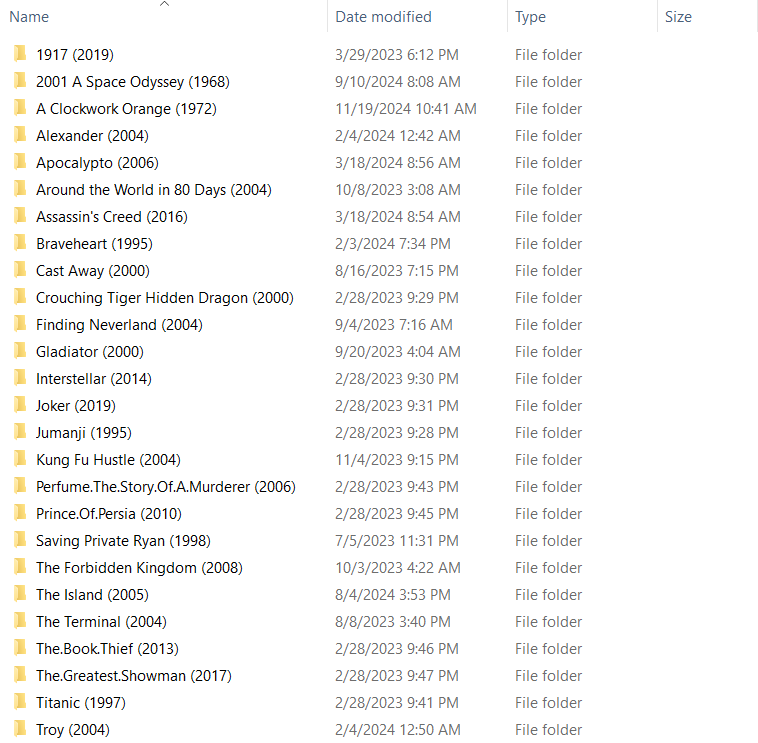 Name Date modified Type Size
1917 (2019) 3/29/2023 6:12 PM File folder
2001 A Space Odyssey (1968) 9/10/2024 8:08 AM File folder
A Clockwork Orange (1972) 11/19/2024 10:41 AM File folder
Alexander (2004) 2/4/2024 12:42 AM File folder
Apocalypto (2006) 3/18/2024 8:56 AM File folder
Around the World in 80 Days (2004) 10/8/2023 3:08 AM File folder
Assassin's Creed (2016) 3/18/2024 8:54 AM File folder
Braveheart (1995) 2/3/2024 7:34 PM File folder
Cast Away (2000) 8/16/2023 7:15 PM File folder
Crouching Tiger Hidden Dragon (2000) 2/28/2023 9:29 PM File folder
Finding Neverland (2004) 9/4/2023 7:16 AM File folder
Gladiator (2000) 9/20/2023 4:04 AM File folder
Interstellar (2014) 2/28/2023 9:30 PM File folder
Joker (2019) 2/28/2023 9:31 PM File folder
Jumanji (1995) 2/28/2023 9:28 PM File folder
Kung Fu Hustle (2004) 11/4/2023 9:15 PM File folder
Perfume.The.Story.Of.A.Murderer (2006) 2/28/2023 9:43 PM File folder
Prince.Of.Persia (2010) 2/28/2023 9:45 PM File folder
Saving Private Ryan (1998) 7/5/2023 11:31 PM File folder
The Forbidden Kingdom (2008) 10/3/2023 4:22 AM File folder
The Island (2005) 8/4/2024 3:53 PM File folder
The Terminal (2004) 8/8/2023 3:40 PM File folder
The.Book.Thief (2013) 2/28/2023 9:46 PM File folder
The.Greatest.Showman (2017) 2/28/2023 9:47 PM File folder
Titanic (1997) 2/28/2023 9:41 PM File folder
Troy (2004) 2/4/2024 12:50 AM File folder